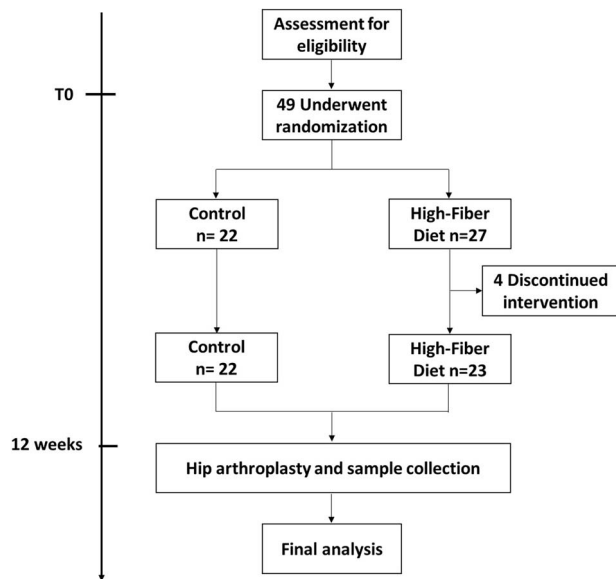 Assessment for
eligibility
T0
49 Underwent
randomization
Control
n= 22
High-Fiber
Diet n=27
4 Discontinued
intervention
Control
n= 22
High-Fiber
Diet n=23
12 weeks
Hip arthroplasty and sample collection
Final analysis